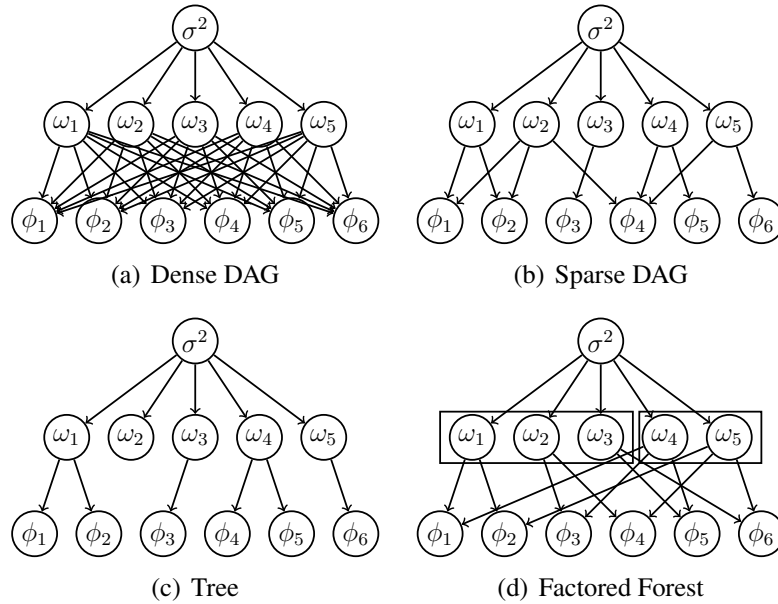 σ²
σ²
ω₁ ω₂ ω₃ ω₄ ω₅
ω₁ ω₂ ω₃ ω₄ ω₅
ϕ₁ ϕ₂ ϕ₃ ϕ₄ ϕ₅ ϕ₆
ϕ₁ ϕ₂ ϕ₃ ϕ₄ ϕ₅ ϕ₆
(a) Dense DAG
(b) Sparse DAG
σ²
σ²
ω₁ ω₂ ω₃ ω₄ ω₅
ω₁ ω₂ ω₃ ω₄ ω₅
ϕ₁ ϕ₂ ϕ₃ ϕ₄ ϕ₅ ϕ₆
ϕ₁ ϕ₂ ϕ₃ ϕ₄ ϕ₅ ϕ₆
(c) Tree
(d) Factored Forest